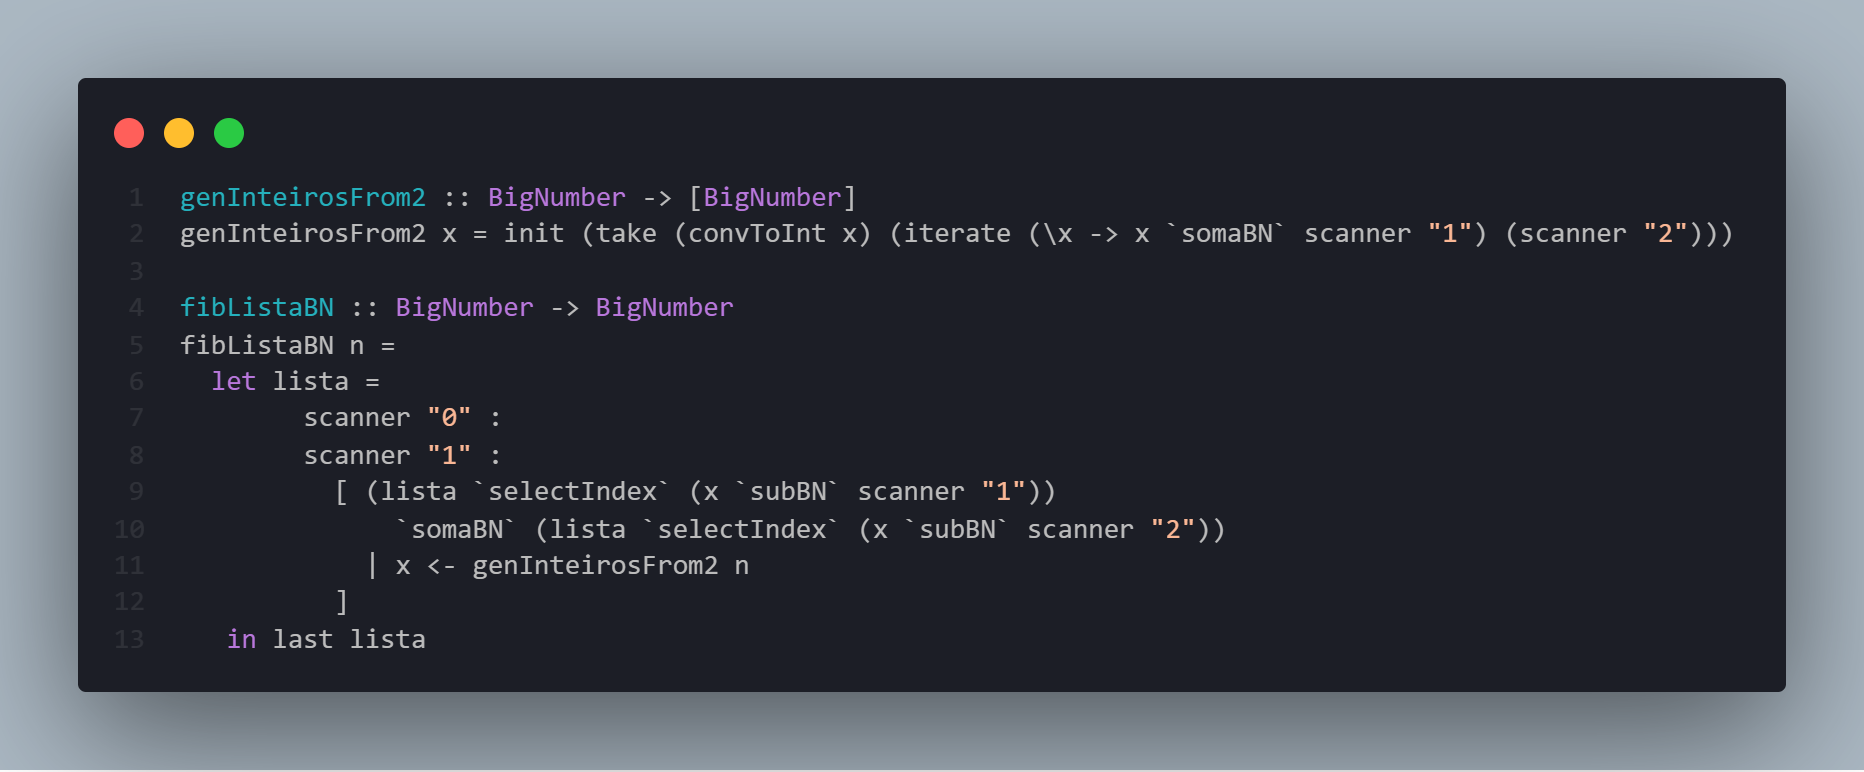 1 genInteirosFrom2 :: BigNumber -> [BigNumber]
2 genInteirosFrom2 x = init (take (convToInt x) (iterate (\x -> x `somaBN` scanner "1") (scanner "2")))
3
4 fibListaBN :: BigNumber -> BigNumber
5 fibListaBN n =
6   let lista =
7         scanner "0" :
8         scanner "1" :
9           [ (lista `selectIndex` (x `subBN` scanner "1"))
10               `somaBN` (lista `selectIndex` (x `subBN` scanner "2"))
11             | x <- genInteirosFrom2 n
12           ]
13    in last lista